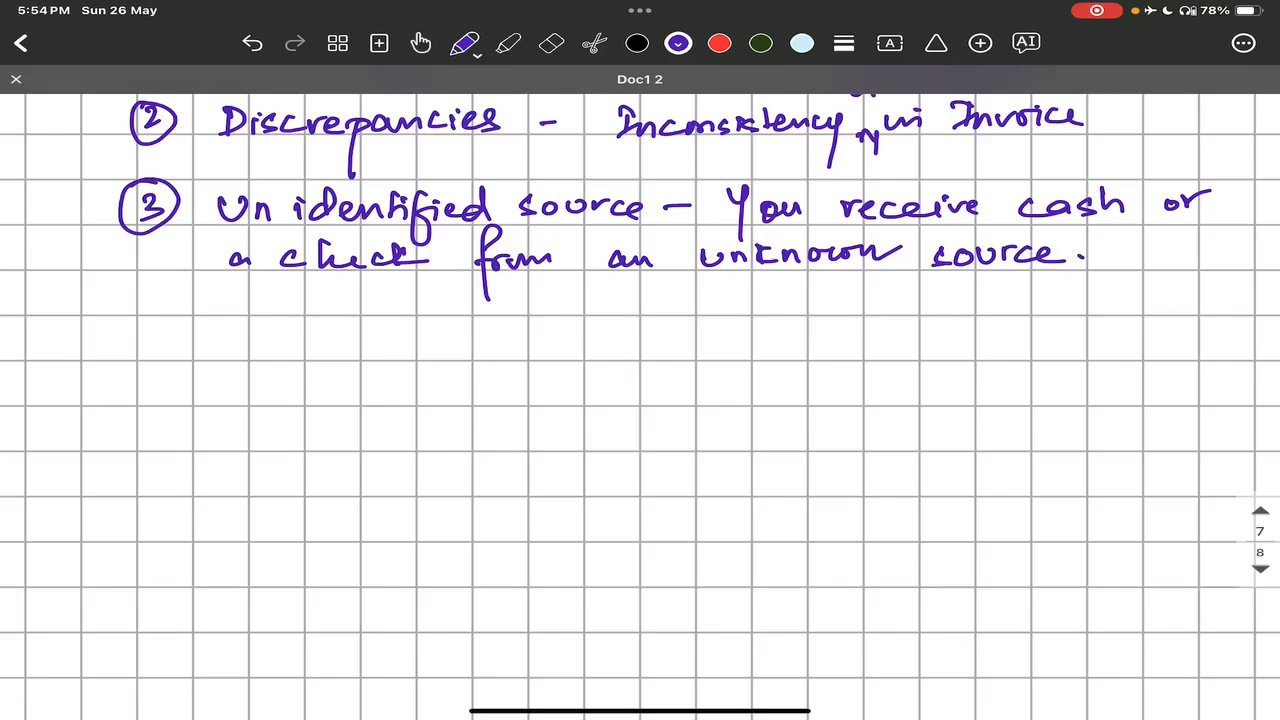 5:54 PM Sun 26 May
78%
A
AI
Doc1 2
② Discrepancies - Inconsistency in Invoice
③ Unidentified source - You receive cash or
a check from an unknown source.
7
8